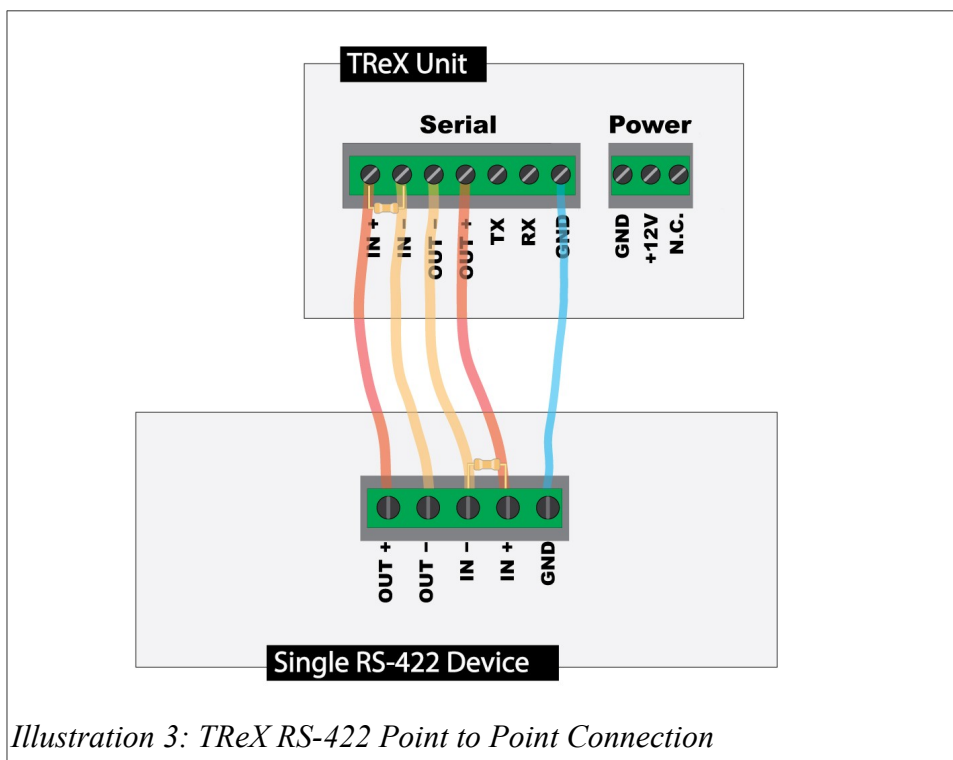 TReX Unit
Serial
Power
IN +
IN -
OUT -
OUT +
TX
RX
GND
GND
+12V
N.C.
OUT +
OUT -
IN -
IN +
GND
Single RS-422 Device
Illustration 3: TReX RS-422 Point to Point Connection